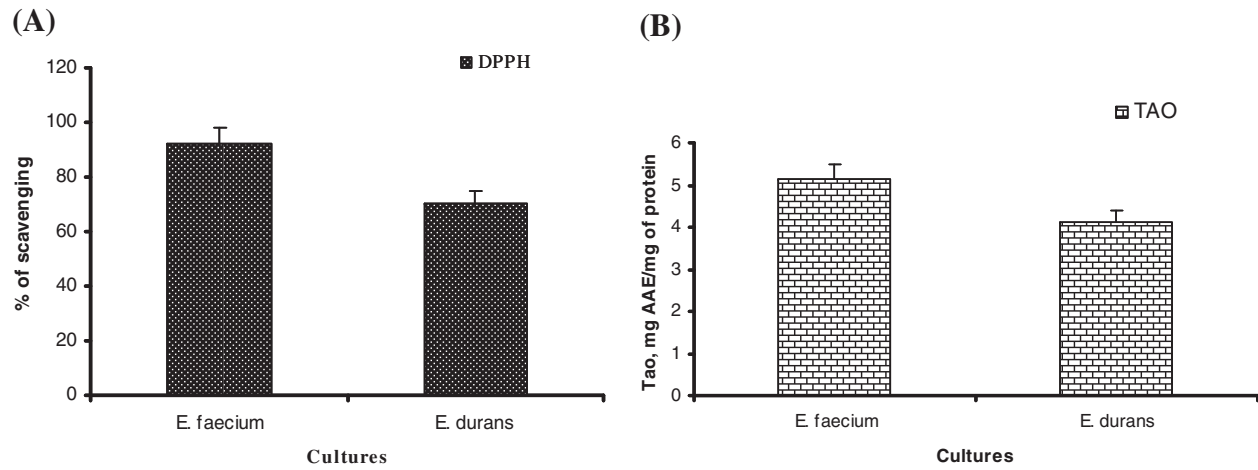 (A)
DPPH
120
100
80
60
40
20
0
% of scavenging
E. faecium
E. durans
Cultures
(B)
TAO
6
5
4
3
2
1
0
Tao, mg AAE/mg of protein
E. faecium
E. durans
Cultures